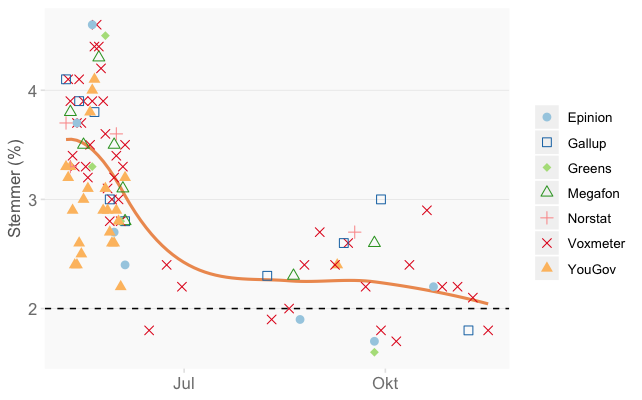 Stemmer (%)
4
3
2
Jul
Okt
Epinion
Gallup
Greens
Megafon
Norstat
Voxmeter
YouGov